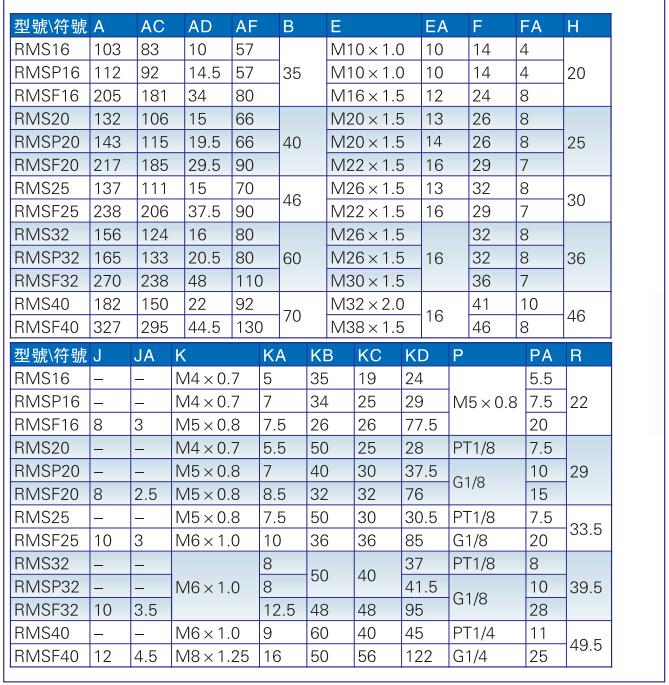 型號\符號 A AC AD AF B E EA F FA H
RMS16 103 83 10 57 35 M10×1.0 10 14 4 20
RMSP16 112 92 14.5 57 M10×1.0 10 14 4
RMSF16 205 181 34 80 M16×1.5 12 24 8
RMS20 132 106 15 66 40 M20×1.5 13 26 8 25
RMSP20 143 115 19.5 66 M20×1.5 14 26 8
RMSF20 217 185 29.5 90 M22×1.5 16 29 7
RMS25 137 111 15 70 46 M26×1.5 13 32 8 30
RMSF25 238 206 37.5 90 M22×1.5 16 29 7
RMS32 156 124 16 80 60 M26×1.5 16 32 8 36
RMSP32 165 133 20.5 80 M26×1.5 32 8
RMSF32 270 238 48 110 M30×1.5 36 7
RMS40 182 150 22 92 70 M32×2.0 16 41 10 46
RMSF40 327 295 44.5 130 M38×1.5 46 8
型號\符號 J JA K KA KB KC KD P PA R
RMS16 – – M4×0.7 5 35 19 24 M5×0.8 5.5 22
RMSP16 – – M4×0.7 7 34 25 29 7.5
RMSF16 8 3 M5×0.8 7.5 26 26 77.5 20
RMS20 – – M4×0.7 5.5 50 25 28 PT1/8 7.5 29
RMSP20 – – M5×0.8 7 40 30 37.5 G1/8 10
RMSF20 8 2.5 M5×0.8 8.5 32 32 76 15
RMS25 – – M5×0.8 7.5 50 30 30.5 PT1/8 7.5 33.5
RMSF25 10 3 M6×1.0 10 36 36 85 G1/8 20
RMS32 – – M6×1.0 8 50 40 37 PT1/8 8 39.5
RMSP32 – – 8 41.5 G1/8 10
RMSF32 10 3.5 12.5 48 48 95 28
RMS40 – – M6×1.0 9 60 40 45 PT1/4 11 49.5
RMSF40 12 4.5 M8×1.25 16 50 56 122 G1/4 25